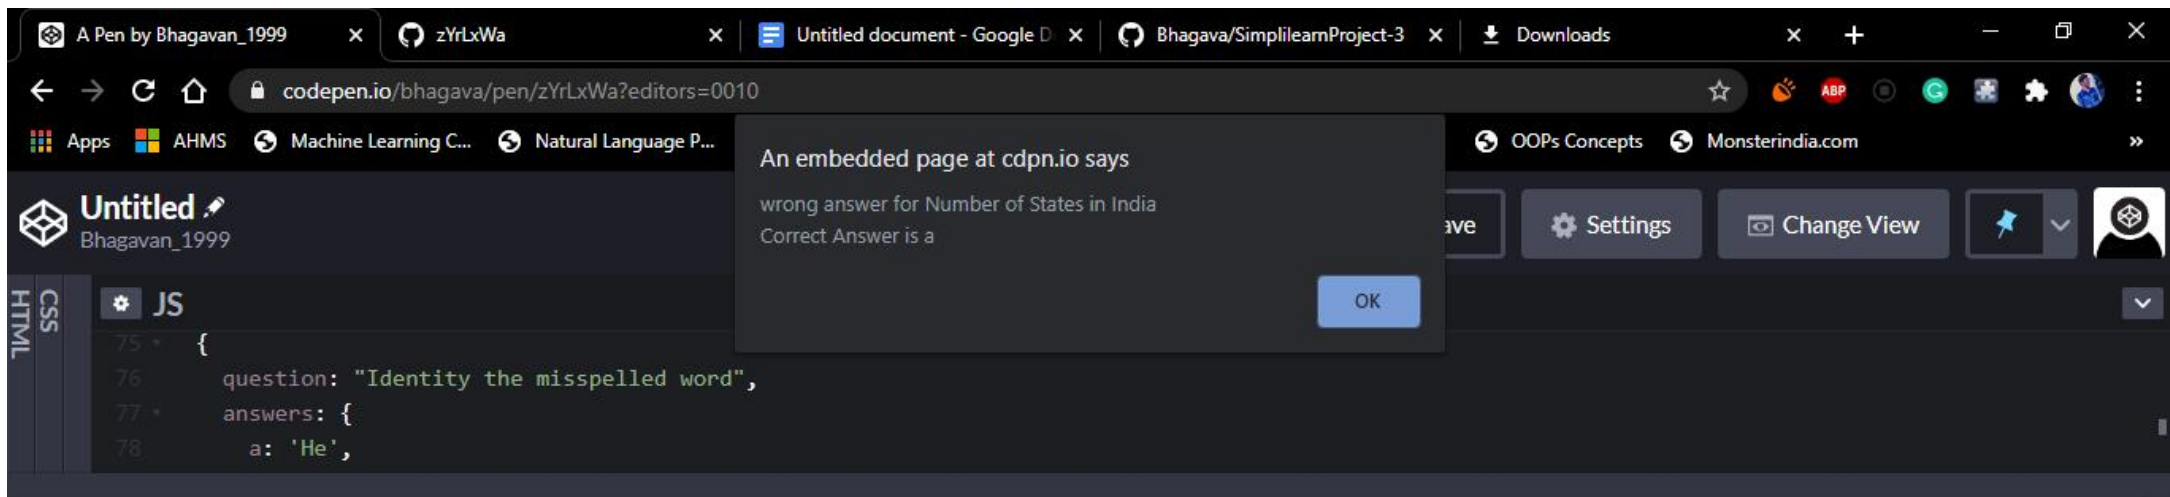 A Pen by Bhagavan_1999
zYrLxWa
Untitled document - Google D
Bhagava/SimplilearnProject-3
Downloads
codepen.io/bhagava/pen/zYrLxWa?editors=0010
ABP
Apps
AHMS
Machine Learning C...
Natural Language P...
OOPs Concepts
Monsterindia.com
»
An embedded page at cdpn.io says
wrong answer for Number of States in India
Correct Answer is a
OK
Untitled
Bhagavan_1999
ave
Settings
Change View
HTML
CSS
JS
75 {
76 question: "Identity the misspelled word",
77 answers: {
78 a: 'He',